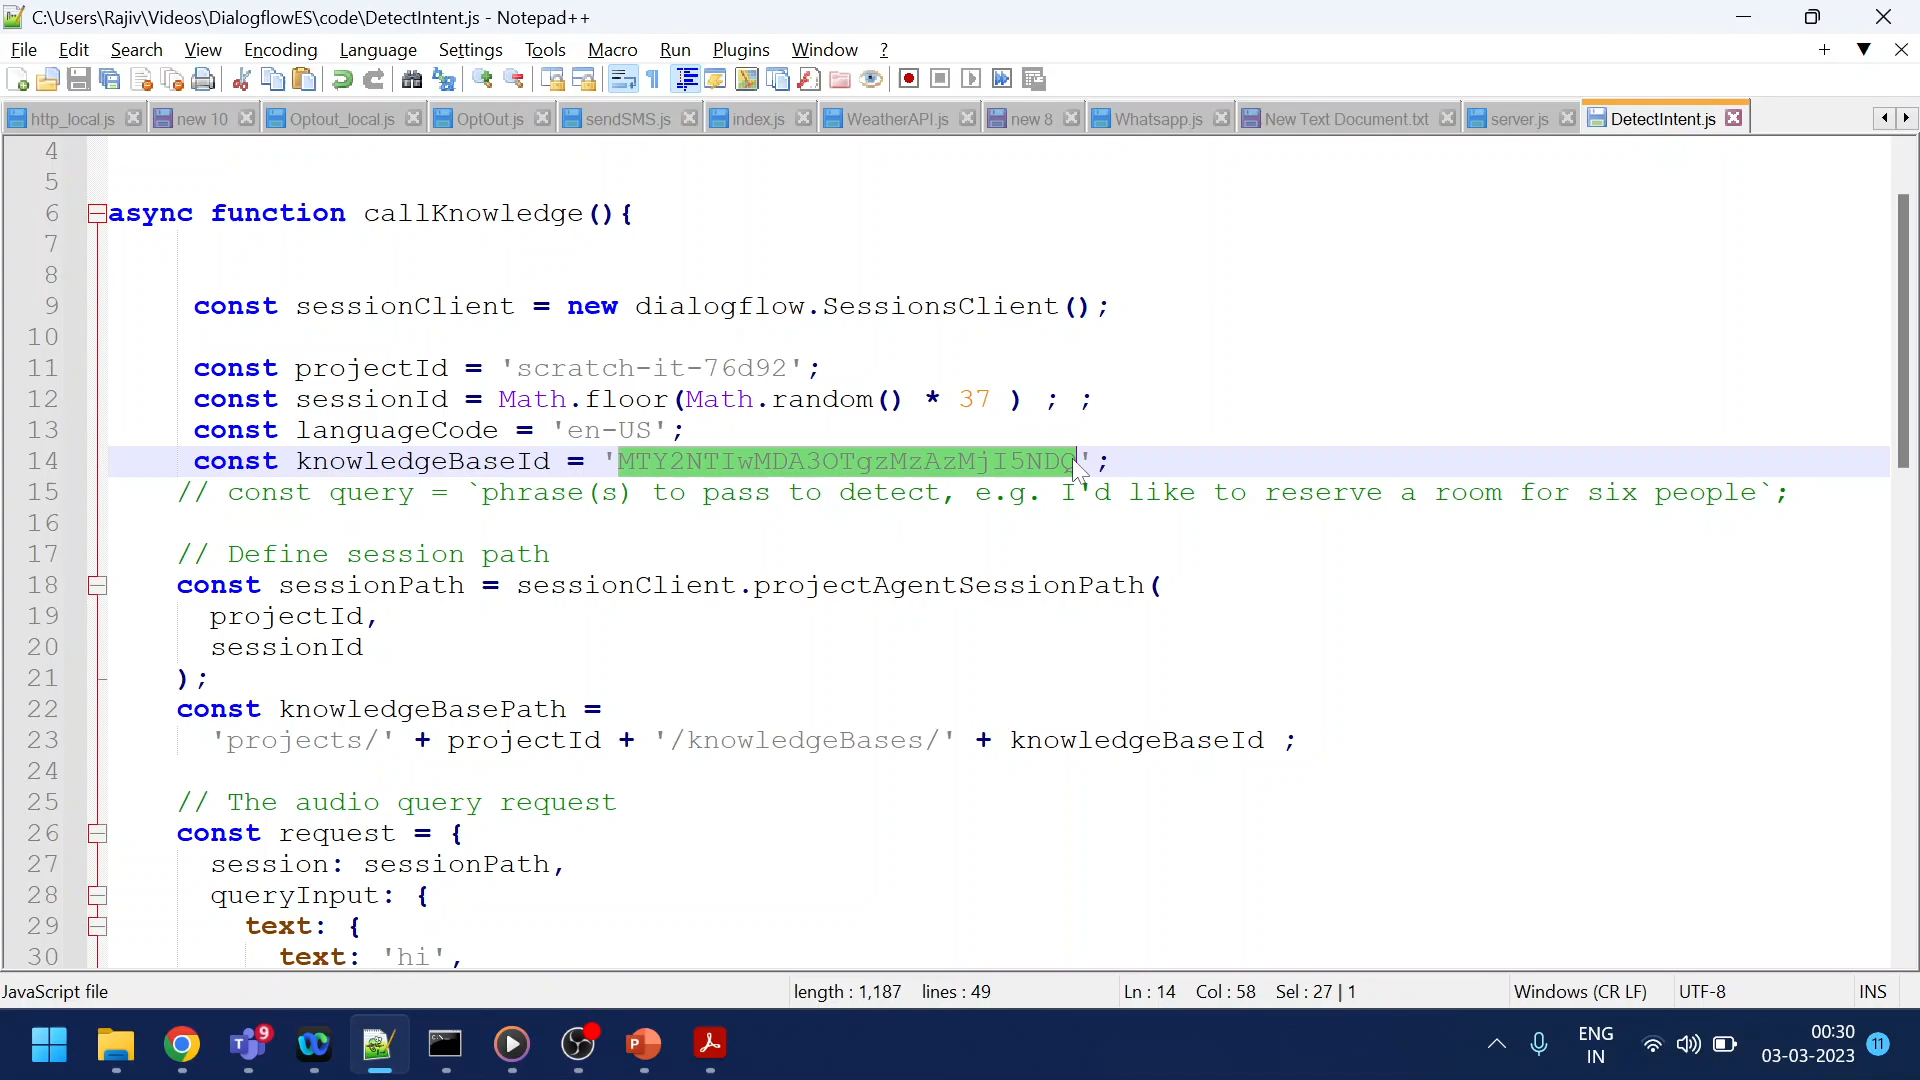 C:\Users\Rajiv\Videos\DialogflowES\code\DetectIntent.js - Notepad++
File Edit Search View Encoding Language Settings Tools Macro Run Plugins Window ?
http_local.js new 10 Optout_local.js OptOut.js sendSMS.js index.js WeatherAPI.js new 8 Whatsapp.js New Text Document.txt server.js DetectIntent.js
4
5
6 async function callKnowledge(){
7
8
9 const sessionClient = new dialogflow.SessionsClient();
10
11 const projectId = 'scratch-it-76d92';
12 const sessionId = Math.floor(Math.random() * 37 ) ; ;
13 const languageCode = 'en-US';
14 const knowledgeBaseId = 'MTY2NTIwMDA3OTgzMzAzMjI5NDQ';
15 // const query = `phrase(s) to pass to detect, e.g. I'd like to reserve a room for six people`;
16
17 // Define session path
18 const sessionPath = sessionClient.projectAgentSessionPath(
19 projectId,
20 sessionId
21 );
22 const knowledgeBasePath =
23 'projects/' + projectId + '/knowledgeBases/' + knowledgeBaseId ;
24
25 // The audio query request
26 const request = {
27 session: sessionPath,
28 queryInput: {
29 text: {
30 text: 'hi',
JavaScript file length : 1,187 lines : 49 Ln : 14 Col : 58 Sel : 27 | 1 Windows (CR LF) UTF-8 INS
9
ENG
IN
00:30
03-03-2023
11